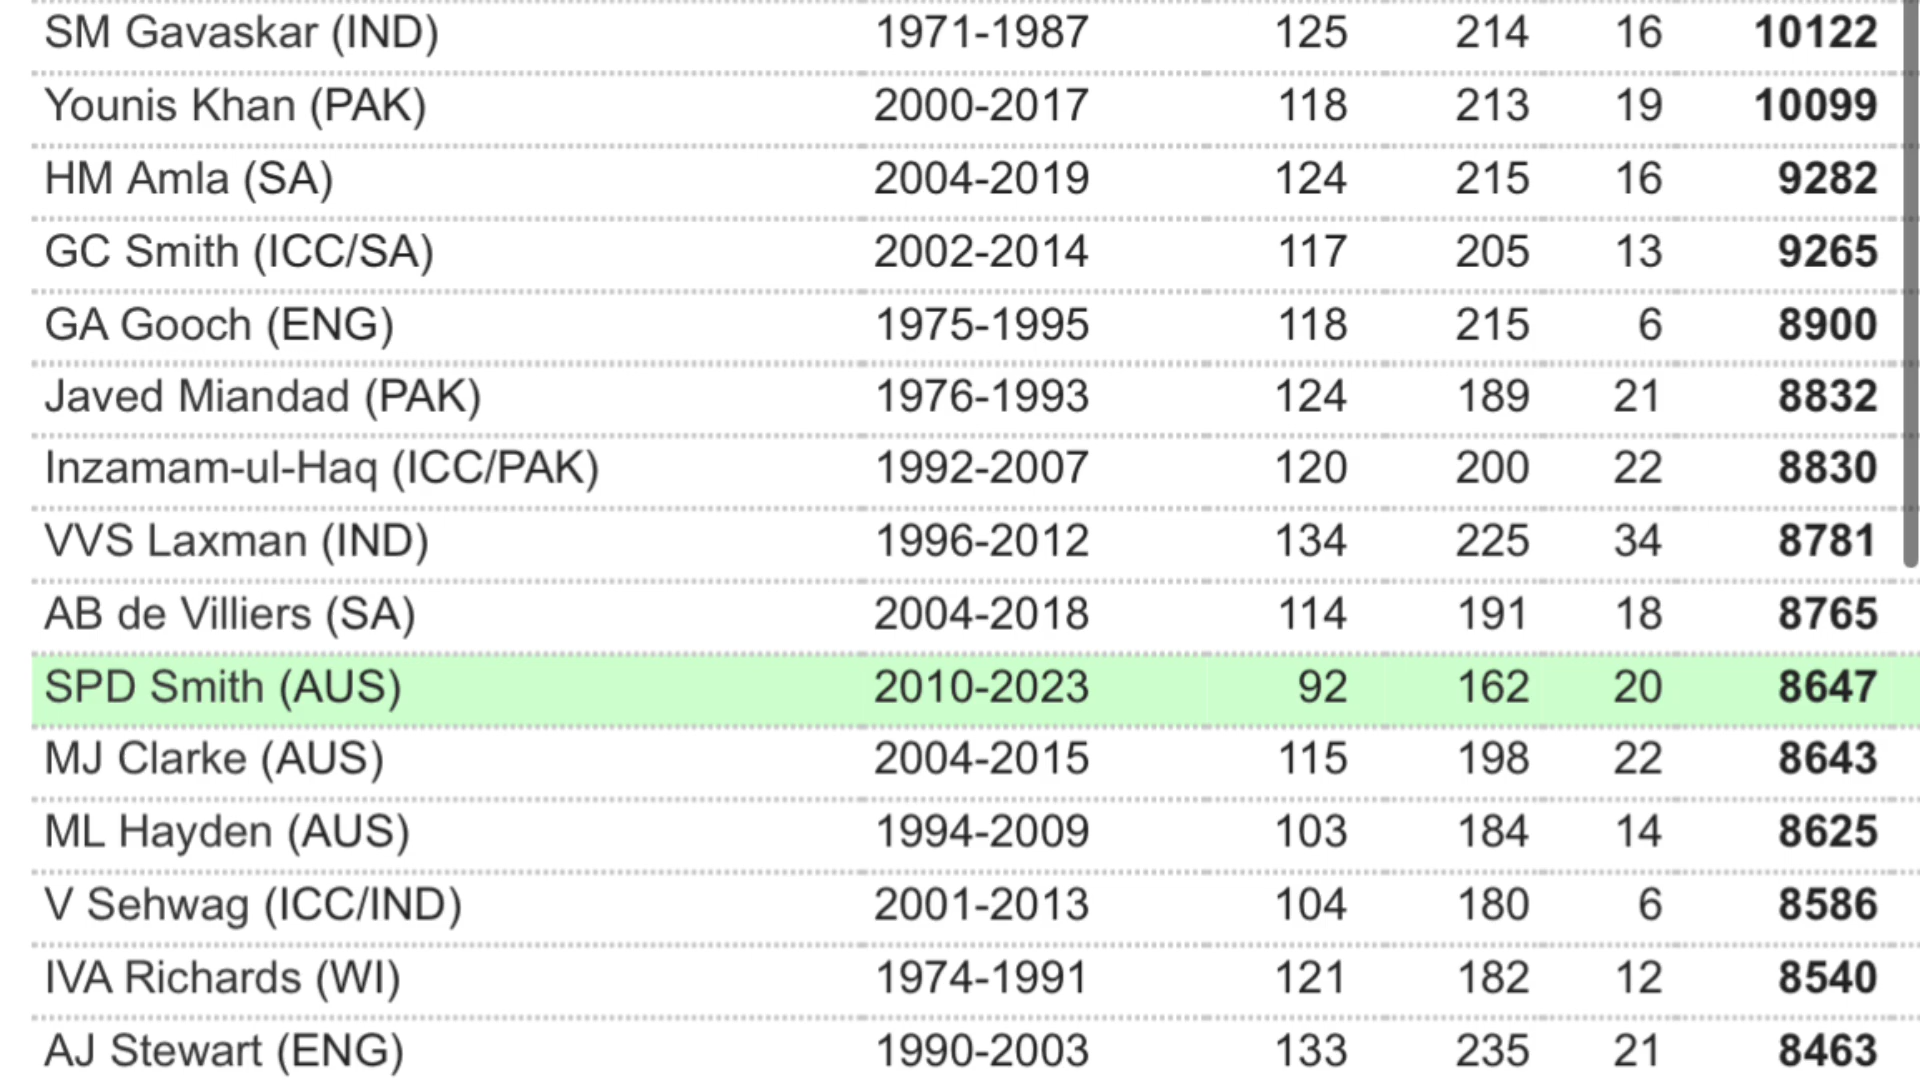 SM Gavaskar (IND) 1971-1987 125 214 16 10122
Younis Khan (PAK) 2000-2017 118 213 19 10099
HM Amla (SA) 2004-2019 124 215 16 9282
GC Smith (ICC/SA) 2002-2014 117 205 13 9265
GA Gooch (ENG) 1975-1995 118 215 6 8900
Javed Miandad (PAK) 1976-1993 124 189 21 8832
Inzamam-ul-Haq (ICC/PAK) 1992-2007 120 200 22 8830
VVS Laxman (IND) 1996-2012 134 225 34 8781
AB de Villiers (SA) 2004-2018 114 191 18 8765
SPD Smith (AUS) 2010-2023 92 162 20 8647
MJ Clarke (AUS) 2004-2015 115 198 22 8643
ML Hayden (AUS) 1994-2009 103 184 14 8625
V Sehwag (ICC/IND) 2001-2013 104 180 6 8586
IVA Richards (WI) 1974-1991 121 182 12 8540
AJ Stewart (ENG) 1990-2003 133 235 21 8463